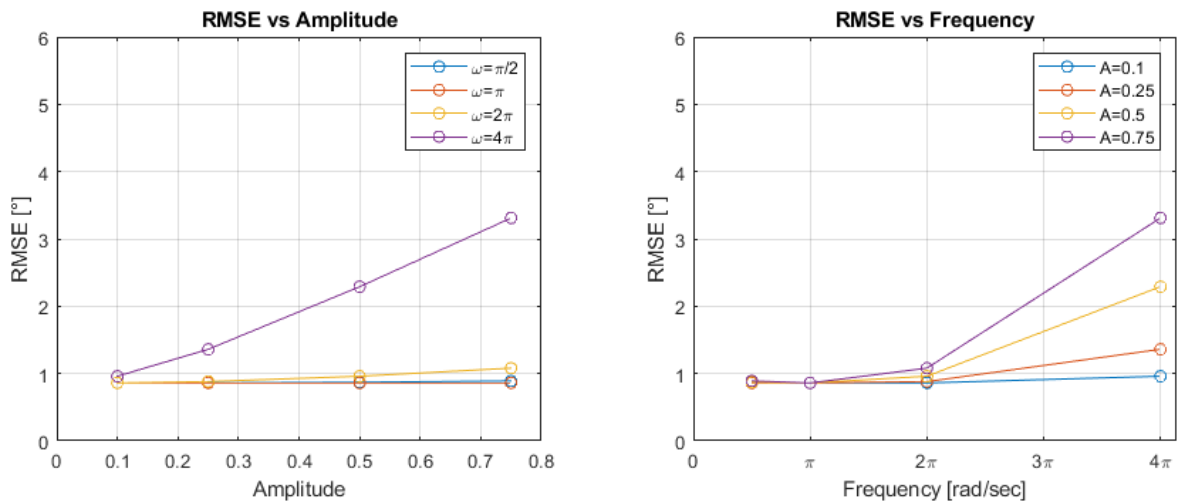 RMSE vs Amplitude
6
5
4
3
2
1
0
RMSE [°]
ω=π/2
ω=π
ω=2π
ω=4π
0 0.1 0.2 0.3 0.4 0.5 0.6 0.7 0.8
Amplitude
RMSE vs Frequency
6
5
4
3
2
1
0
RMSE [°]
A=0.1
A=0.25
A=0.5
A=0.75
0 π 2π 3π 4π
Frequency [rad/sec]